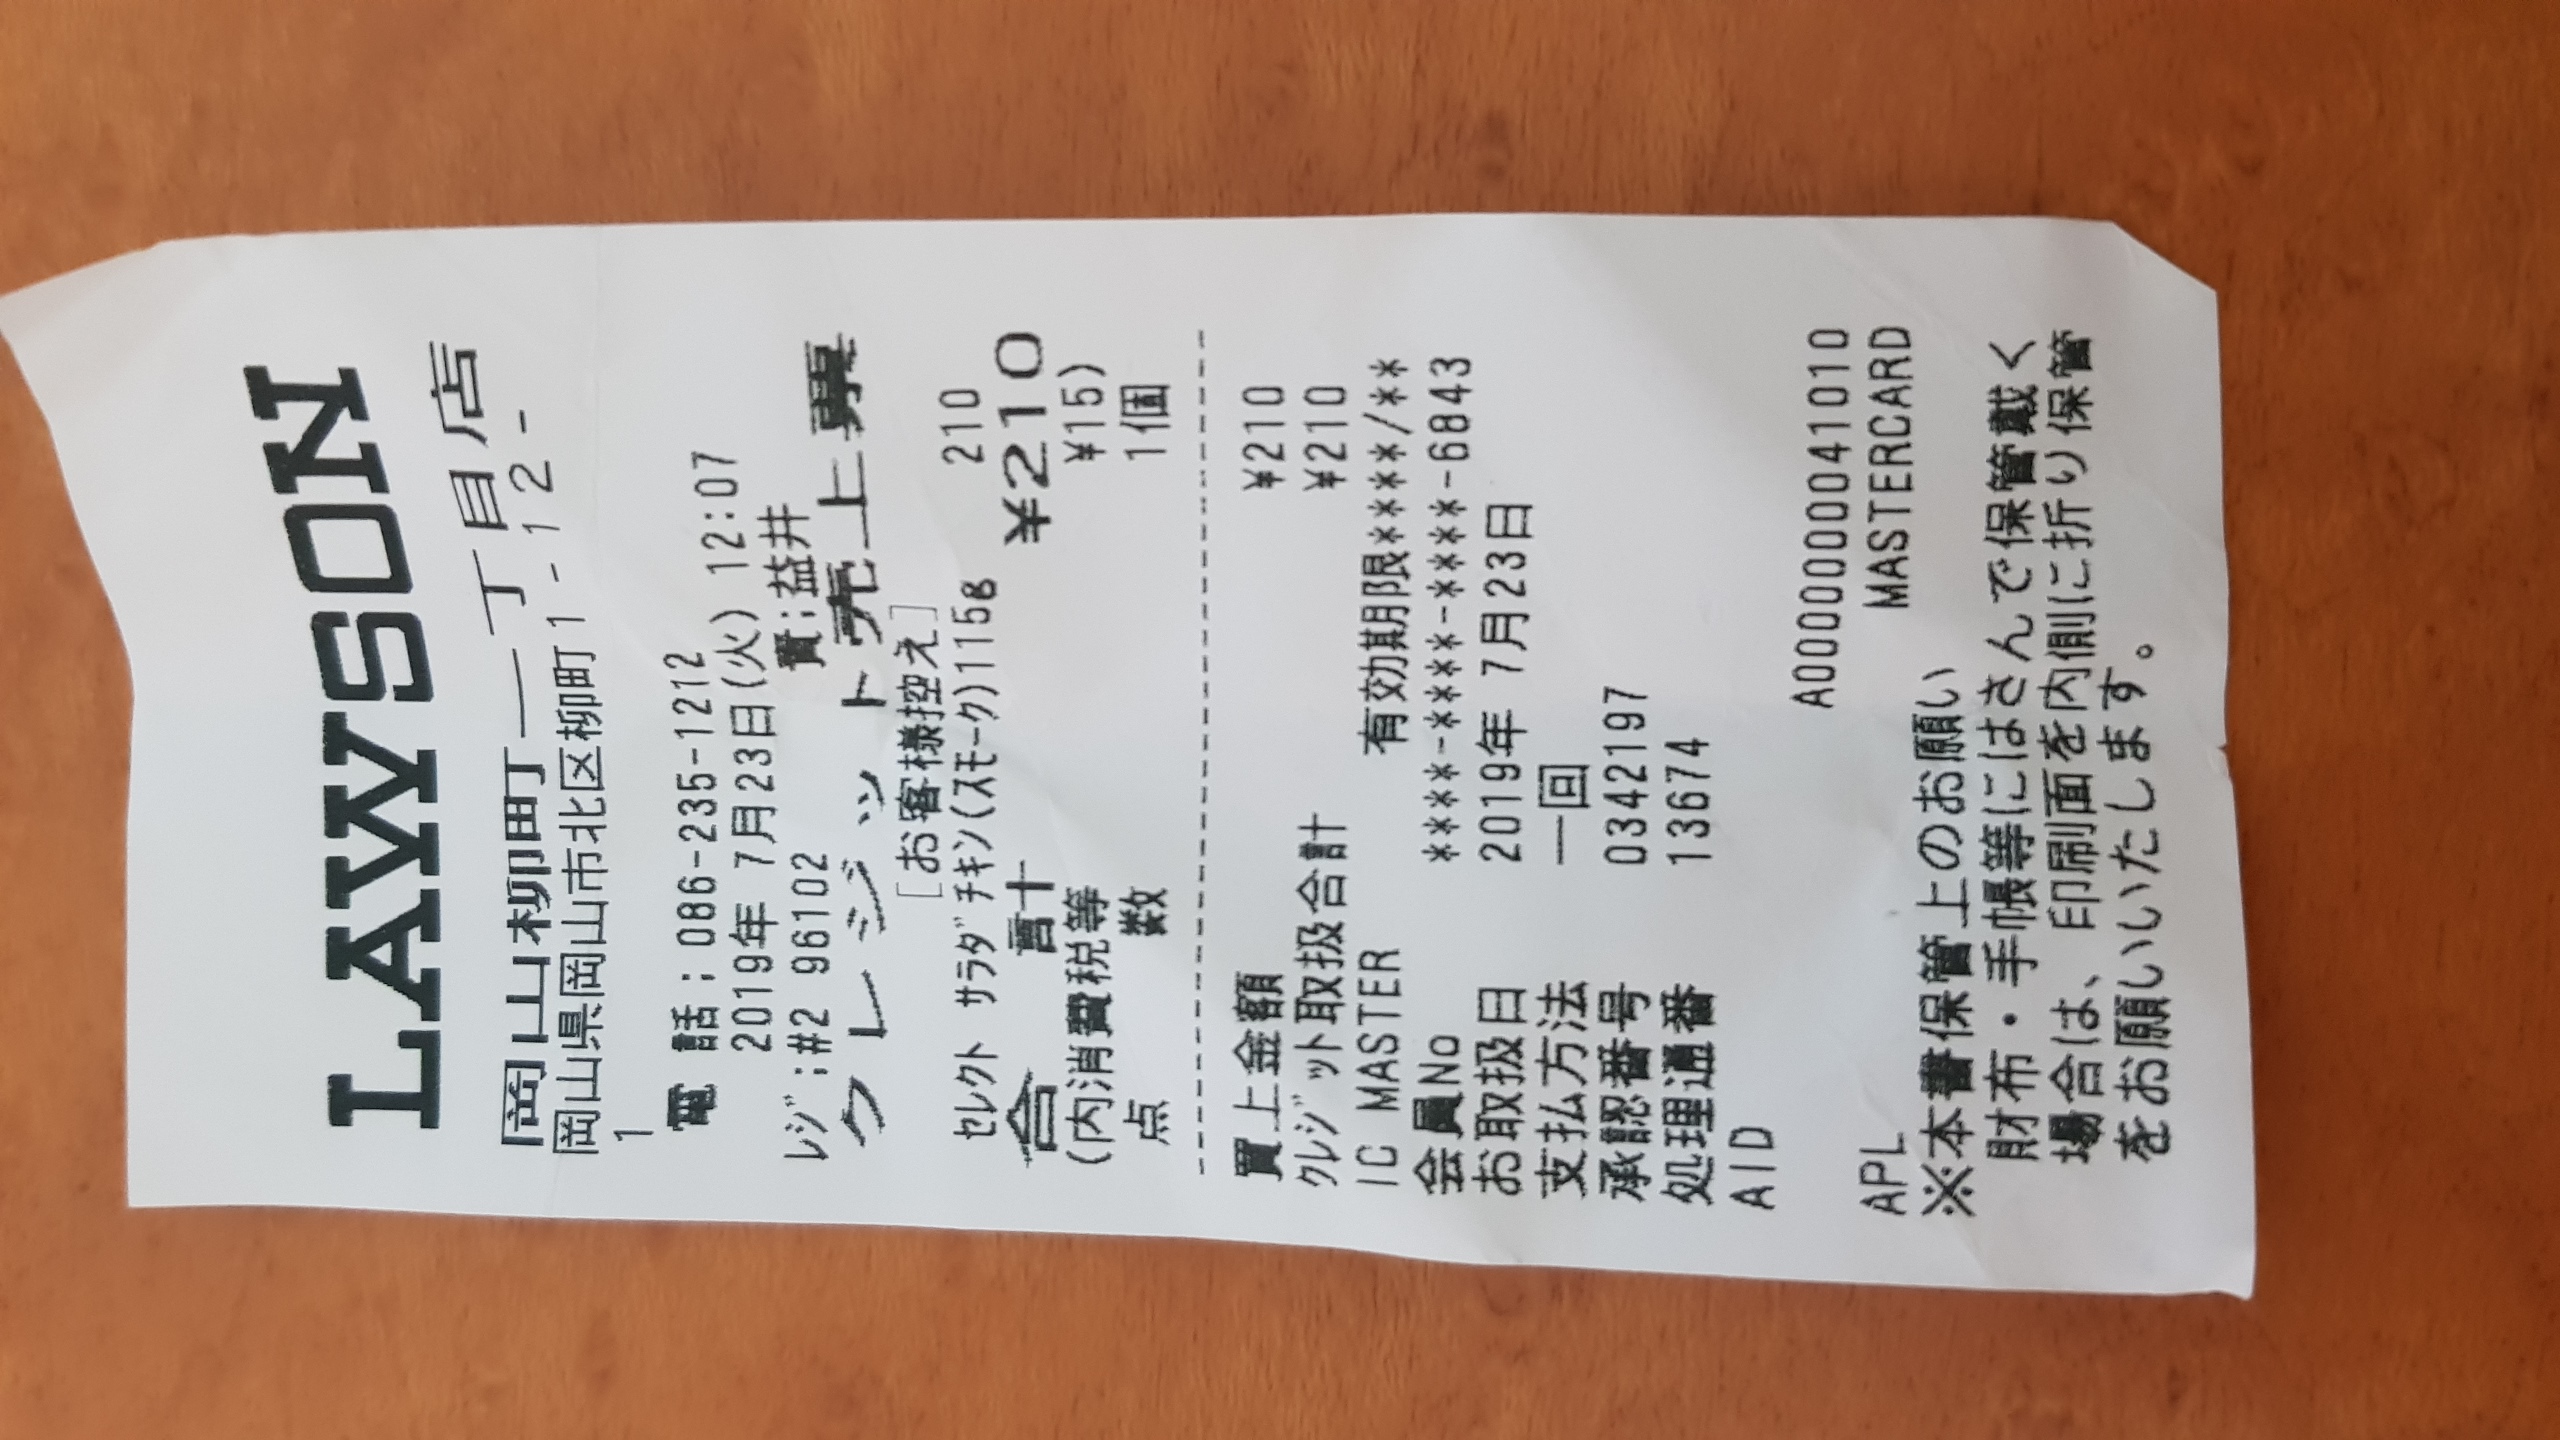 LAWSON
岡山柳町一丁目店
岡山県岡山市北区柳町1-12-
1
電 話;086-235-1212
2019年 7月23日(火) 12:07
ﾚｼﾞ;#2 96102 責;益井
クレジット売上票
[お客様控え]
ｾﾚｸﾄ ｻﾗﾀﾞﾁｷﾝ(ｽﾓｰｸ)115g 210
合 計 ¥210
(内消費税等 ¥15)
点 数 1個
--------------------------------
買上金額 ¥210
ｸﾚｼﾞｯﾄ取扱合計 ¥210
IC MASTER 有効期限****/**
会員No ****-****-****-6843
お取扱日 2019年 7月23日
支払方法 一回
承認番号 0342197
処理通番 13674
AID
A0000000041010
APL MASTERCARD
※本書保管上のお願い
財布・手帳等にはさんで保管戴く
場合は、印刷面を内側に折り保管
をお願いいたします。